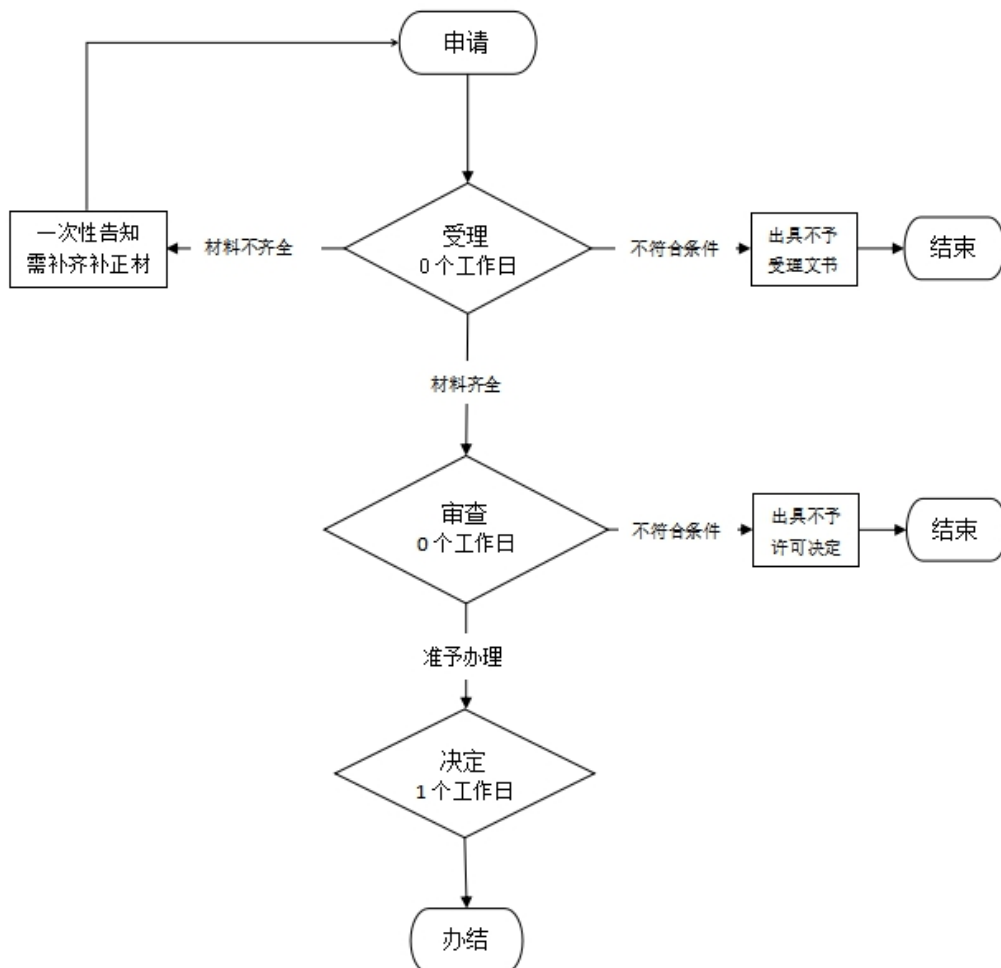 申请
一次性告知
需补齐补正材
材料不齐全
受理
0个工作日
不符合条件
出具不予
受理文书
结束
材料齐全
审查
0个工作日
不符合条件
出具不予
许可决定
结束
准予办理
决定
1个工作日
办结